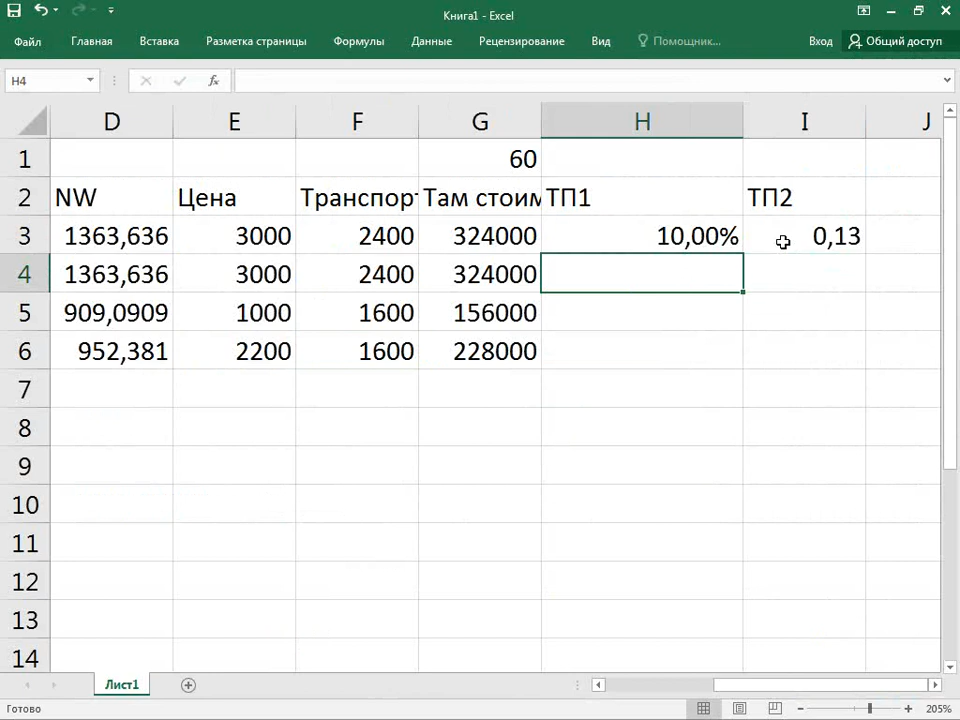 Книга1 - Excel
Файл Главная Вставка Разметка страницы Формулы Данные Рецензирование Вид Помощник... Вход Общий доступ
H4 fx
D E F G H I J
1 60
2 NW Цена Транспорт Там стоим ТП1 ТП2
3 1363,636 3000 2400 324000 10,00% 0,13
4 1363,636 3000 2400 324000
5 909,0909 1000 1600 156000
6 952,381 2200 1600 228000
7
8
9
10
11
12
13
14
Лист1
Готово 205%